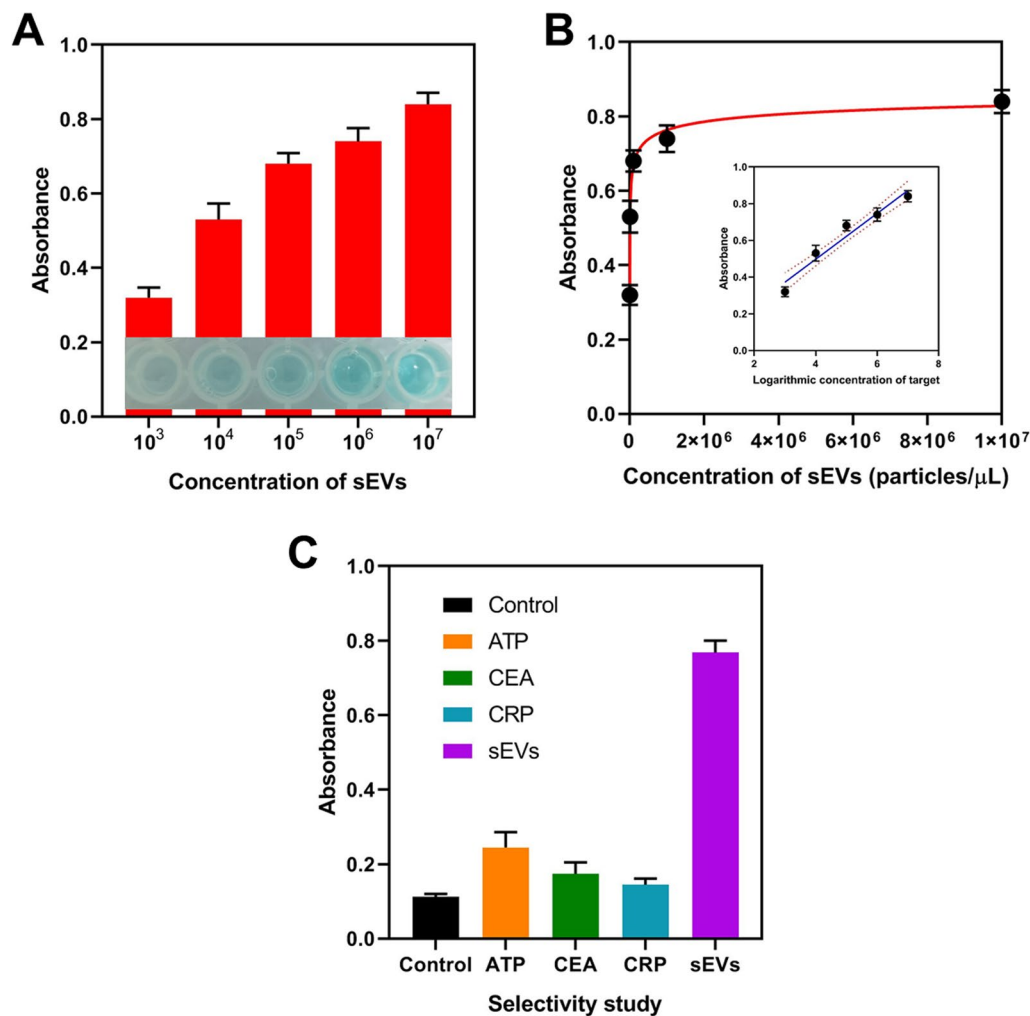 A
1.0
0.8
0.6
0.4
0.2
0.0
Absorbance
10³ 10⁴ 10⁵ 10⁶ 10⁷
Concentration of sEVs
B
1.0
0.8
0.6
0.4
0.2
0.0
Absorbance
0 2×10⁶ 4×10⁶ 6×10⁶ 8×10⁶ 1×10⁷
Concentration of sEVs (particles/μL)
1.0
0.8
0.6
0.4
0.2
0.0
Absorbance
2 4 6 8
Logarithmic concentration of target
C
1.0
0.8
0.6
0.4
0.2
0.0
Absorbance
Control
ATP
CEA
CRP
sEVs
Control ATP CEA CRP sEVs
Selectivity study